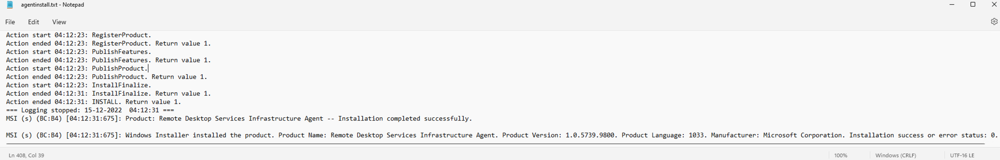 agentinstall.txt - Notepad
File Edit View
Action start 04:12:23: RegisterProduct.
Action ended 04:12:23: RegisterProduct. Return value 1.
Action start 04:12:23: PublishFeatures.
Action ended 04:12:23: PublishFeatures. Return value 1.
Action start 04:12:23: PublishProduct.
Action ended 04:12:23: PublishProduct. Return value 1.
Action start 04:12:23: InstallFinalize.
Action ended 04:12:31: InstallFinalize. Return value 1.
Action ended 04:12:31: INSTALL. Return value 1.
=== Logging stopped: 15-12-2022  04:12:31 ===
MSI (s) (BC:B4) [04:12:31:675]: Product: Remote Desktop Services Infrastructure Agent -- Installation completed successfully.
MSI (s) (BC:B4) [04:12:31:675]: Windows Installer installed the product. Product Name: Remote Desktop Services Infrastructure Agent. Product Version: 1.0.5739.9800. Product Language: 1033. Manufacturer: Microsoft Corporation. Installation success or error status: 0.
Ln 408, Col 39 100% Windows (CRLF) UTF-16 LE